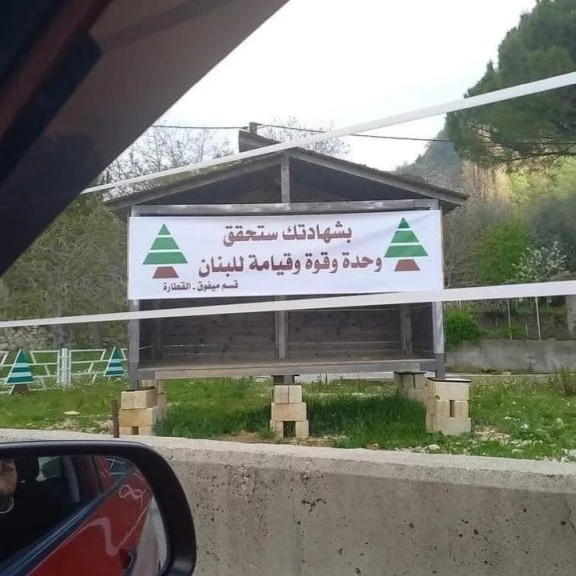 بشهادتك ستحقق
وحدة وقوة وقيامة للبنان
قسم ميفوق - القطارة